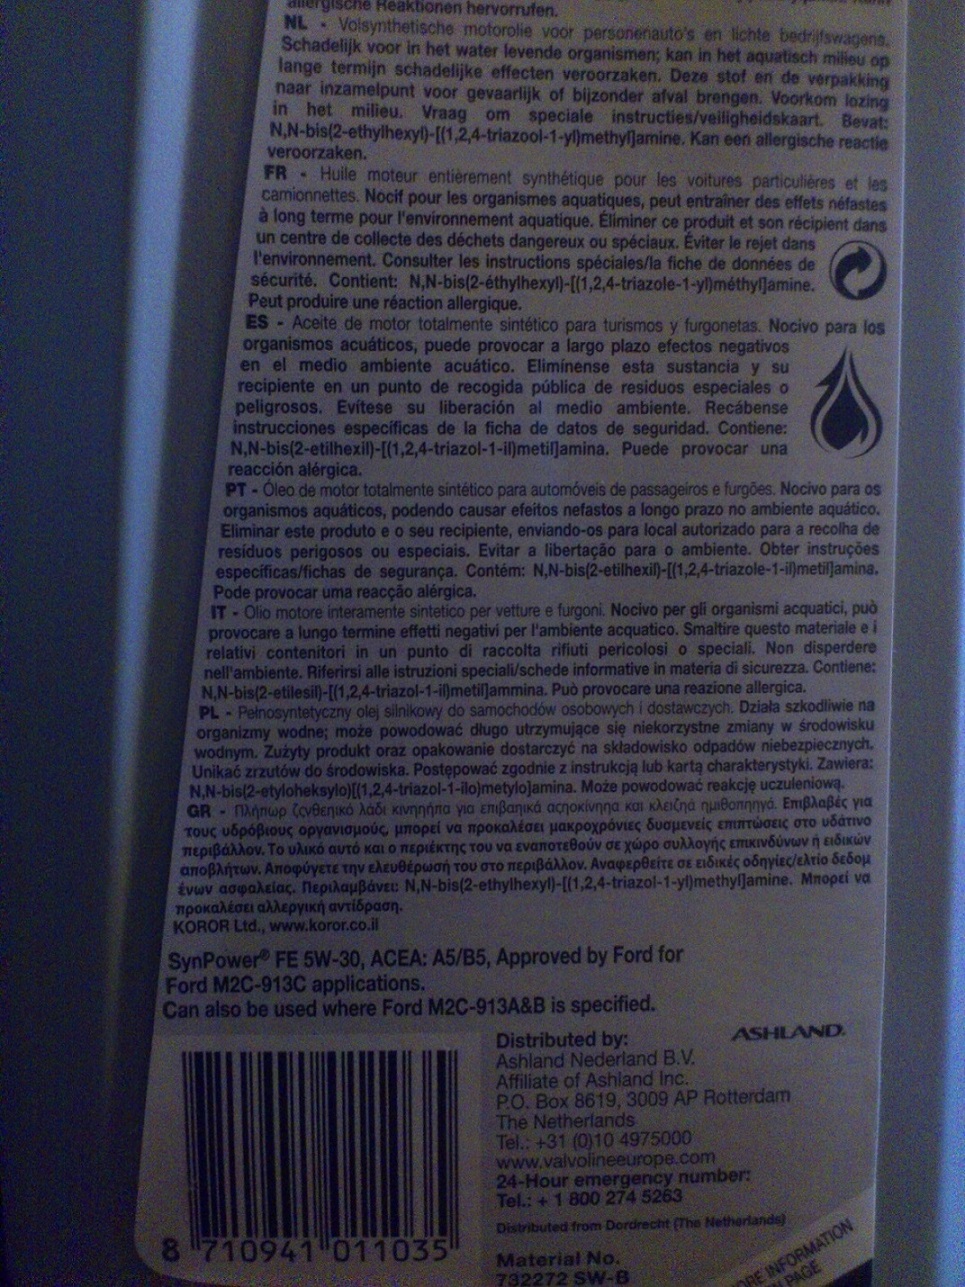 allergische Reaktionen hervorrufen.
NL - Volsynthetische motorolie voor personenauto's en lichte bedrijfswagens.
Schadelijk voor in het water levende organismen; kan in het aquatisch milieu op
lange termijn schadelijke effecten veroorzaken. Deze stof en de verpakking
naar inzamelpunt voor gevaarlijk of bijzonder afval brengen. Voorkom lozing
in het milieu. Vraag om speciale instructies/veiligheidskaart. Bevat:
N,N-bis(2-ethylhexyl)-[(1,2,4-triazool-1-yl)methyl]amine. Kan een allergische reactie
veroorzaken.
FR - Huile moteur entièrement synthétique pour les voitures particulières et les
camionnettes. Nocif pour les organismes aquatiques, peut entraîner des effets néfastes
à long terme pour l'environnement aquatique. Éliminer ce produit et son récipient dans
un centre de collecte des déchets dangereux ou spéciaux. Éviter le rejet dans
l'environnement. Consulter les instructions spéciales/la fiche de données de
sécurité. Contient: N,N-bis(2-éthylhexyl)-[(1,2,4-triazole-1-yl)méthyl]amine.
Peut produire une réaction allergique.
ES - Aceite de motor totalmente sintético para turismos y furgonetas. Nocivo para los
organismos acuáticos, puede provocar a largo plazo efectos negativos
en el medio ambiente acuático. Elimínense esta sustancia y su
recipiente en un punto de recogida pública de residuos especiales o
peligrosos. Evítese su liberación al medio ambiente. Recábense
instrucciones específicas de la ficha de datos de seguridad. Contiene:
N,N-bis(2-etilhexil)-[(1,2,4-triazol-1-il)metil]amina. Puede provocar una
reacción alérgica.
PT - Óleo de motor totalmente sintético para automóveis de passageiros e furgões. Nocivo para os
organismos aquáticos, podendo causar efeitos nefastos a longo prazo no ambiente aquático.
Eliminar este produto e o seu recipiente, enviando-os para local autorizado para a recolha de
resíduos perigosos ou especiais. Evitar a libertação para o ambiente. Obter instruções
específicas/fichas de segurança. Contém: N,N-bis(2-etilhexil)-[(1,2,4-triazole-1-il)metil]amina.
Pode provocar uma reacção alérgica.
IT - Olio motore interamente sintetico per vetture e furgoni. Nocivo per gli organismi acquatici, può
provocare a lungo termine effetti negativi per l'ambiente acquatico. Smaltire questo materiale e i
relativi contenitori in un punto di raccolta rifiuti pericolosi o speciali. Non disperdere
nell'ambiente. Riferirsi alle istruzioni speciali/schede informative in materia di sicurezza. Contiene:
N,N-bis(2-etilesil)-[(1,2,4-triazol-1-il)metil]ammina. Può provocare una reazione allergica.
PL - Pełnosyntetyczny olej silnikowy do samochodów osobowych i dostawczych. Działa szkodliwie na
organizmy wodne; może powodować długo utrzymujące się niekorzystne zmiany w środowisku
wodnym. Zużyty produkt oraz opakowanie dostarczyć na składowisko odpadów niebezpiecznych.
Unikać zrzutów do środowiska. Postępować zgodnie z instrukcją lub kartą charakterystyki. Zawiera:
N,N-bis(2-etyloheksylo)[(1,2,4-triazol-1-ilo)metylo]amina. Może powodować reakcję uczuleniową.
GR - Πλήπωρ λάδι κινηηήπα για επιβαηικά και ημιθοπηηγά. Επιβλαβές για
τους υδρόβιους οργανισμούς, μπορεί να προκαλέσει μακροχρόνιες δυσμενείς επιπτώσεις στο υδάτινο
περιβάλλον. Το υλικό αυτό και ο περιέκτης του να εναποτεθούν σε χώρο συλλογής επικινδύνων ή ειδικών
αποβλήτων. Αποφύγετε την ελευθέρωσή του στο περιβάλλον. Αναφερθείτε σε ειδικές οδηγίες/ελτίο δεδομ
ένων ασφαλείας. Περιλαμβάνει: N,N-bis(2-ethylhexyl)-[(1,2,4-triazol-1-yl)methyl]amine. Μπορεί να
προκαλέσει αλλεργική αντίδραση.
KOROR Ltd., www.koror.co.il
SynPower® FE 5W-30, ACEA: A5/B5, Approved by Ford for
Ford M2C-913C applications.
Can also be used where Ford M2C-913A&B is specified.
ASHLAND.
Distributed by:
Ashland Nederland B.V.
Affiliate of Ashland Inc.
P.O. Box 8619, 3009 AP Rotterdam
The Netherlands
Tel.: +31 (0)10 4975000
www.valvolineeurope.com
24-Hour emergency number:
Tel.: + 1 800 274 5263
Distributed from Dordrecht (The Netherlands)
Material No.
732272 SW-B
8 710941 011035
INFORMATION
PAGE